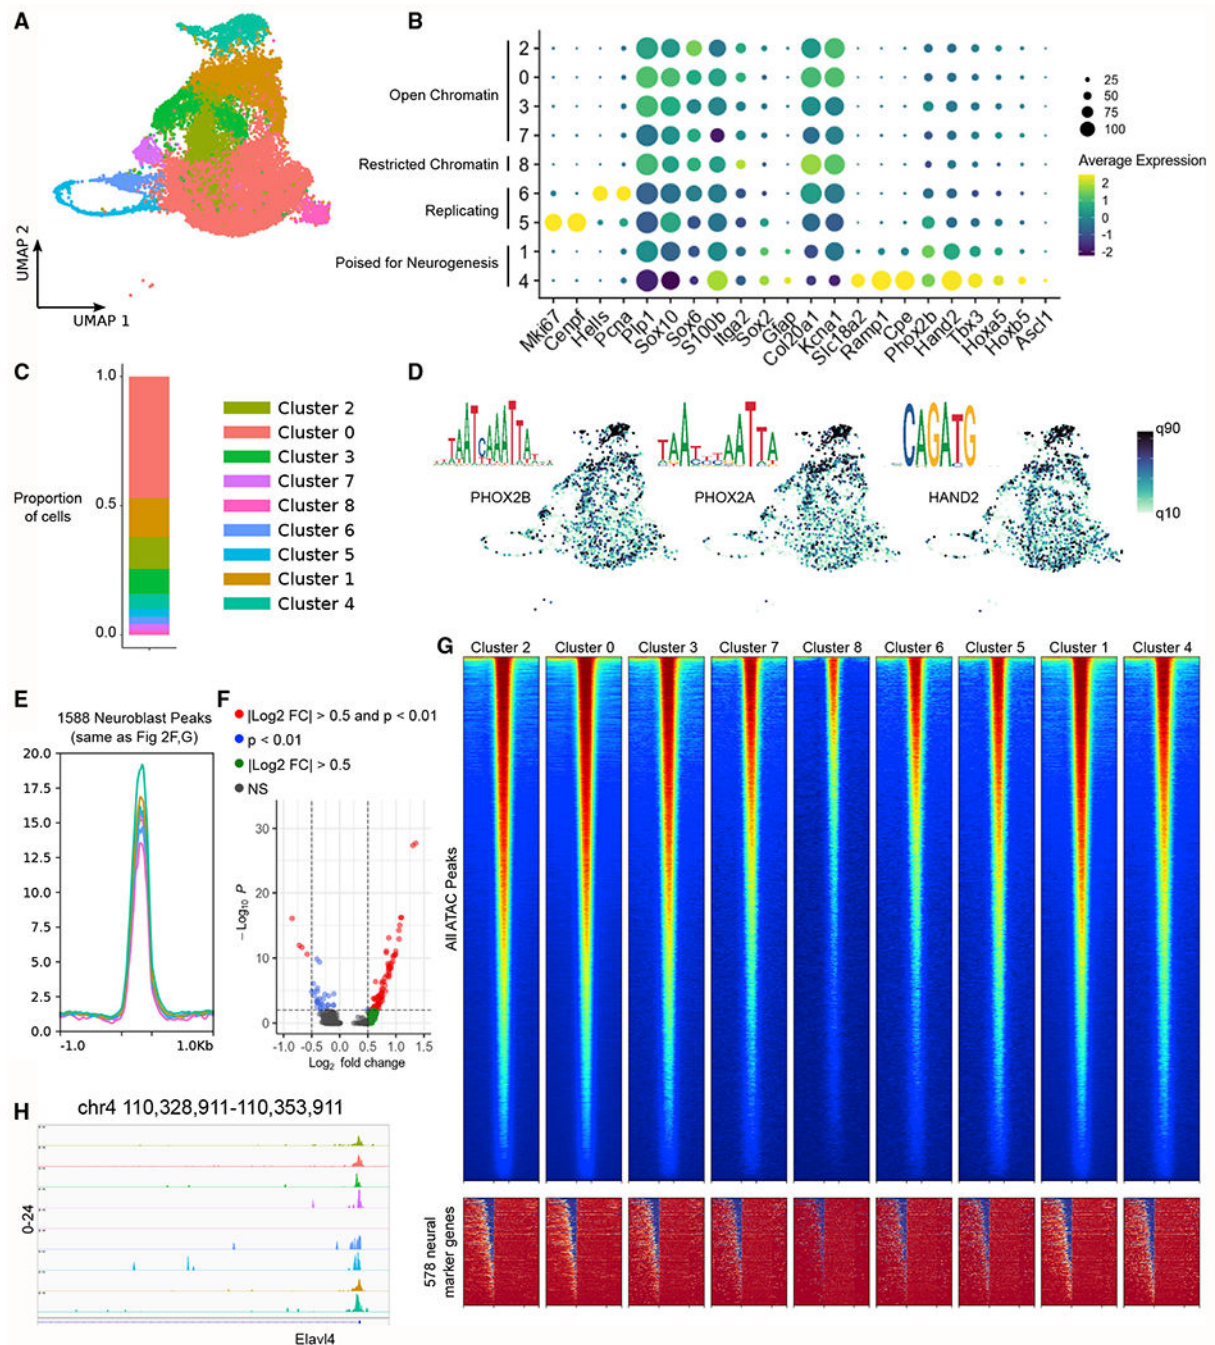 A
UMAP 2
UMAP 1
B
2
0
Open Chromatin
3
7
Restricted Chromatin
8
6
Replicating
5
1
Poised for Neurogenesis
4
Mki67
Cenpf
Hells
Pcna
Plp1
Sox10
Sox6
S100b
Itga2
Sox2
Gfap
Col20a1
Kcna1
Slc18a2
Ramp1
Cpe
Phox2b
Hand2
Tbx3
Hoxa5
Hoxb5
Ascl1
25
50
75
100
Average Expression
2
1
0
-1
-2
C
1.0
Proportion
of cells
0.5
0.0
Cluster 2
Cluster 0
Cluster 3
Cluster 7
Cluster 8
Cluster 6
Cluster 5
Cluster 1
Cluster 4
D
TAATCAAATTA
PHOX2B
PHOX2A
CAGATG
HAND2
q90
q10
E
1588 Neuroblast Peaks
(same as Fig 2F,G)
20.0
17.5
15.0
12.5
10.0
7.5
5.0
2.5
0.0
-1.0
1.0Kb
F
|Log2 FC| > 0.5 and p < 0.01
p < 0.01
|Log2 FC| > 0.5
NS
30
20
10
0
– Log10 P
-1.0 -0.5 0.0 0.5 1.0 1.5
Log2 fold change
G
Cluster 2
Cluster 0
Cluster 3
Cluster 7
Cluster 8
Cluster 6
Cluster 5
Cluster 1
Cluster 4
All ATAC Peaks
578 neural
marker genes
H
chr4 110,328,911-110,353,911
0-24
Elavl4